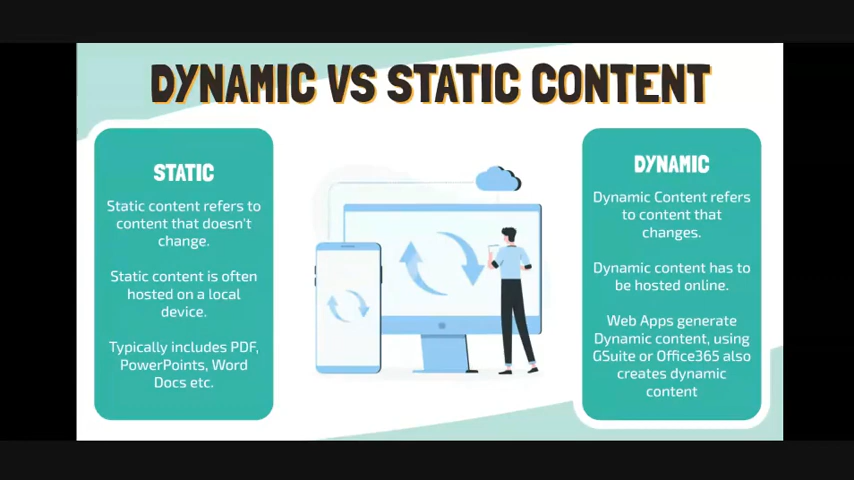 DYNAMIC VS STATIC CONTENT
STATIC
Static content refers to
content that doesn't
change.
Static content is often
hosted on a local
device.
Typically includes PDF,
PowerPoints, Word
Docs etc.
DYNAMIC
Dynamic Content refers
to content that
changes.
Dynamic content has to
be hosted online.
Web Apps generate
Dynamic content, using
GSuite or Office365 also
creates dynamic
content